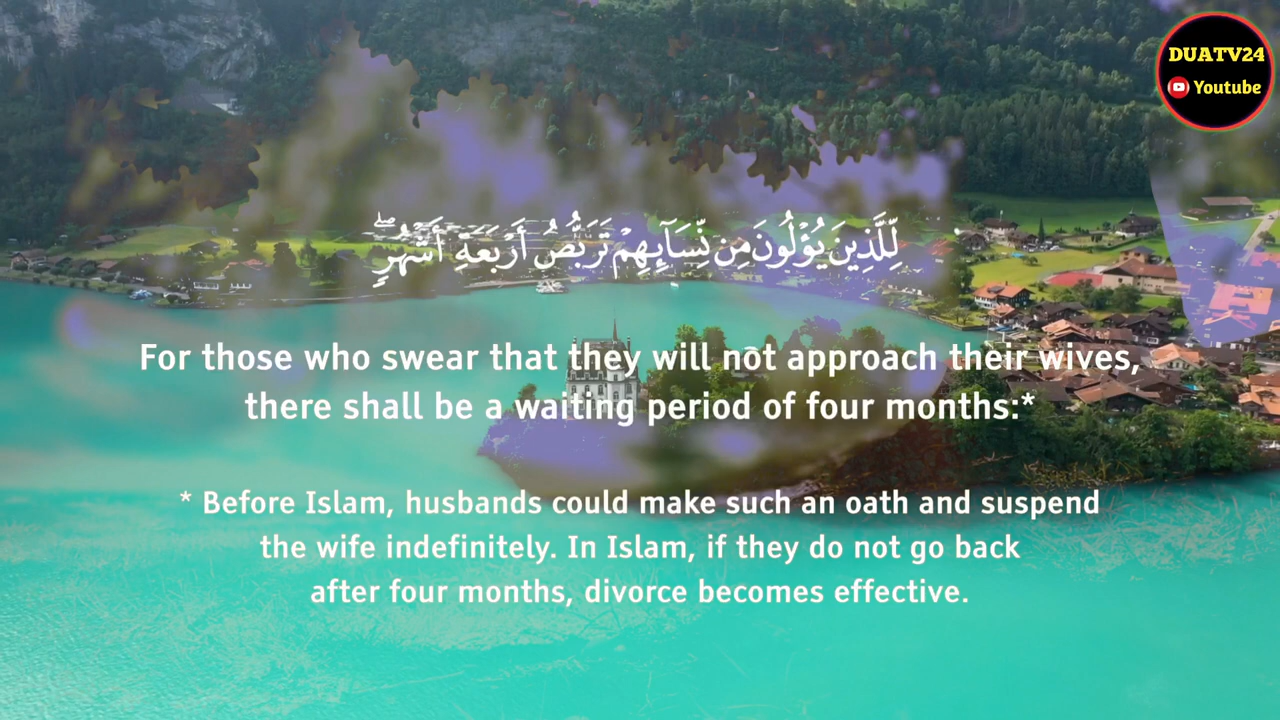 DUATV24
Youtube
لِّلَّذِينَ يُؤۡلُونَ مِن نِّسَآئِهِمۡ تَرَبُّصُ أَرۡبَعَةِ أَشۡهُرٖۖ
For those who swear that they will not approach their wives,
there shall be a waiting period of four months:*
* Before Islam, husbands could make such an oath and suspend
the wife indefinitely. In Islam, if they do not go back
after four months, divorce becomes effective.